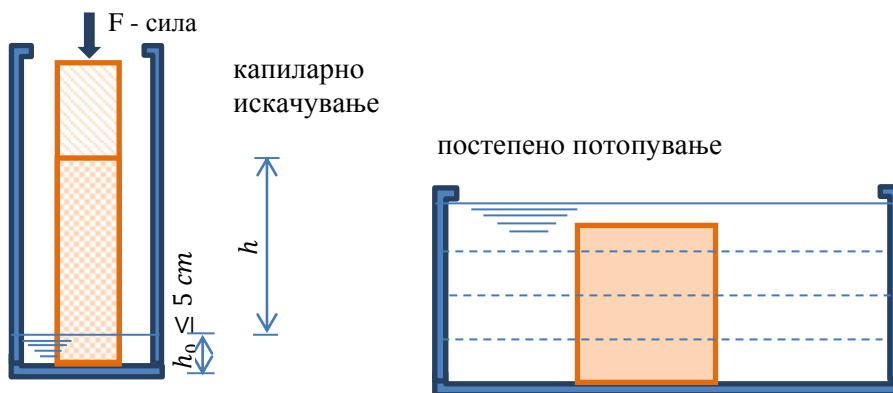 F - сила
капиларно
искачување
постепено потопување
h
h₀ ≤ 5 cm